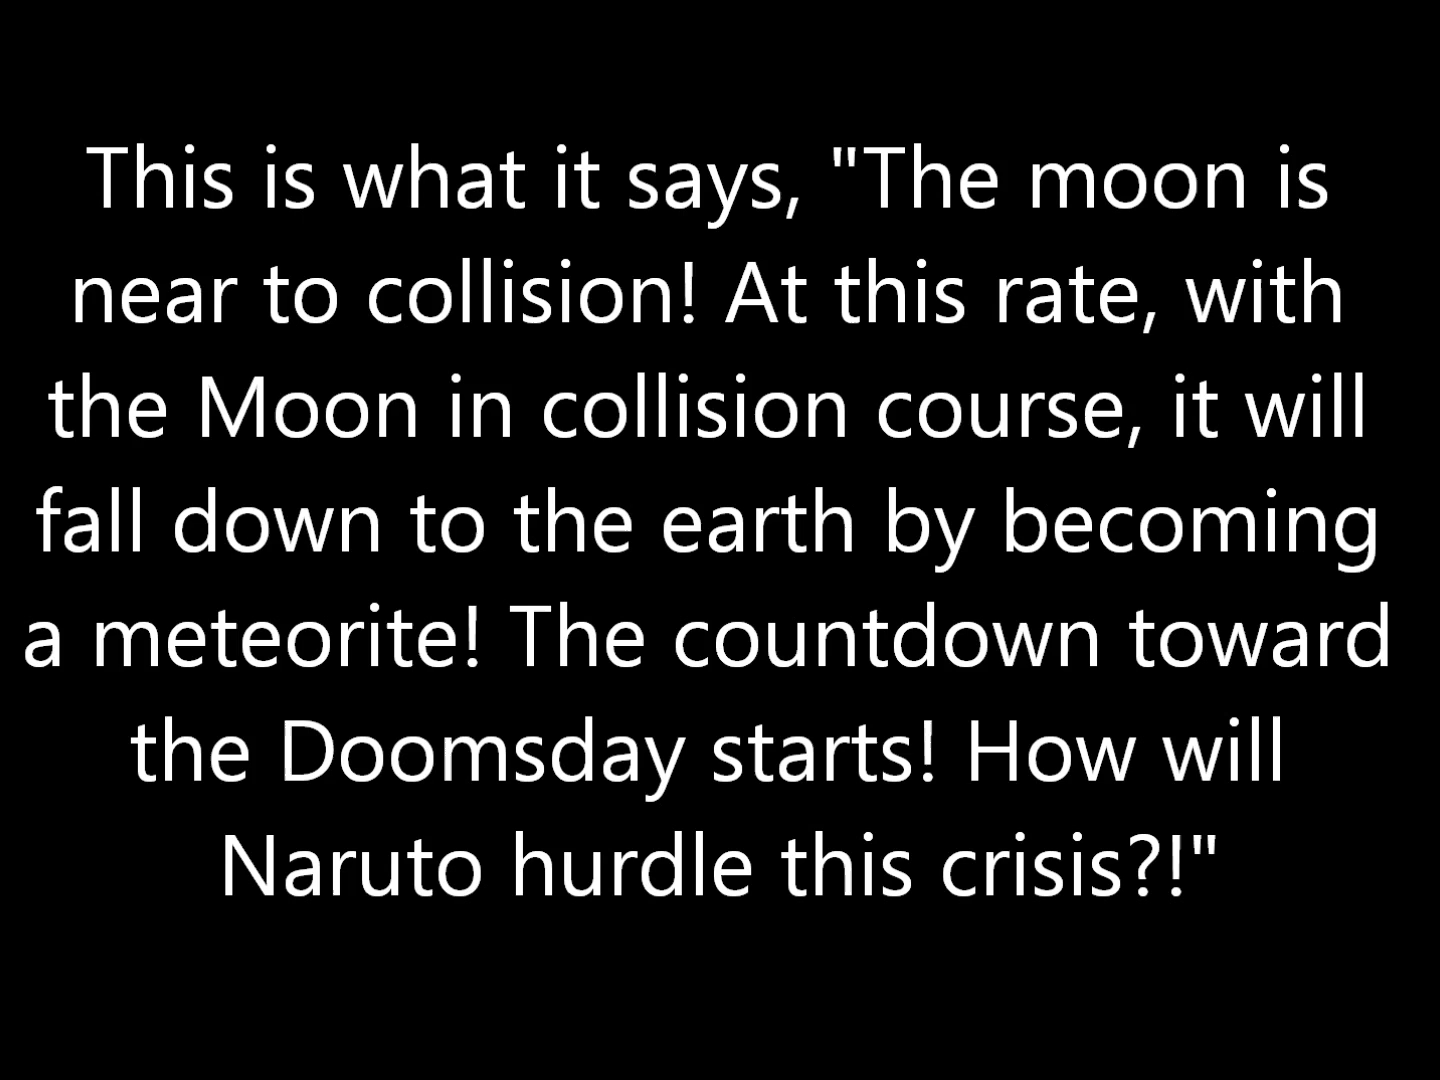 This is what it says, "The moon is
near to collision! At this rate, with
the Moon in collision course, it will
fall down to the earth by becoming
a meteorite! The countdown toward
the Doomsday starts! How will
Naruto hurdle this crisis?!"